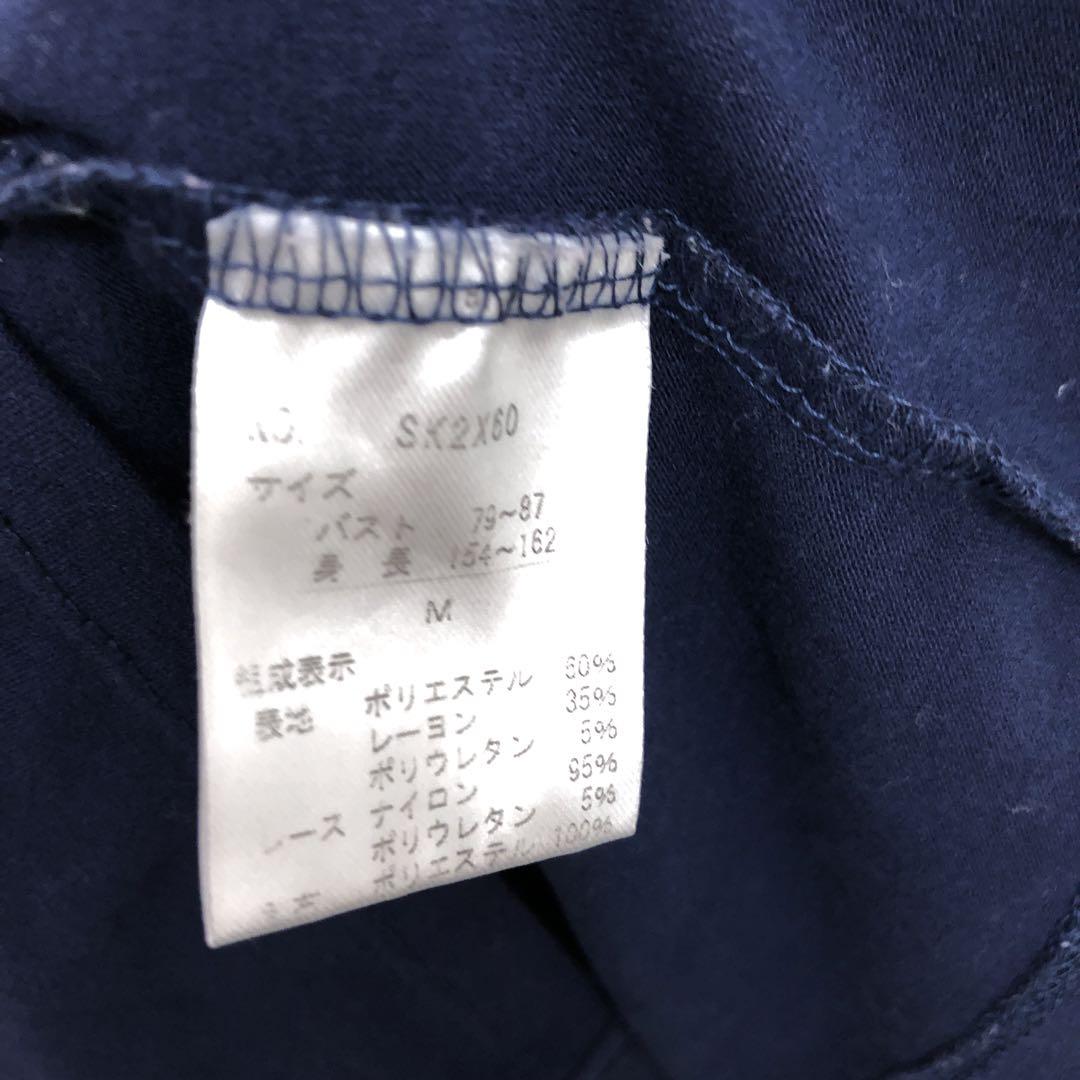 S.K2X60
サイズ
バスト 79~87
身長 154~162
M
組成表示
表地 ポリエステル 60%
レーヨン 35%
ポリウレタン 5%
レース ナイロン 95%
ポリウレタン 5%
ポリエステル 100%